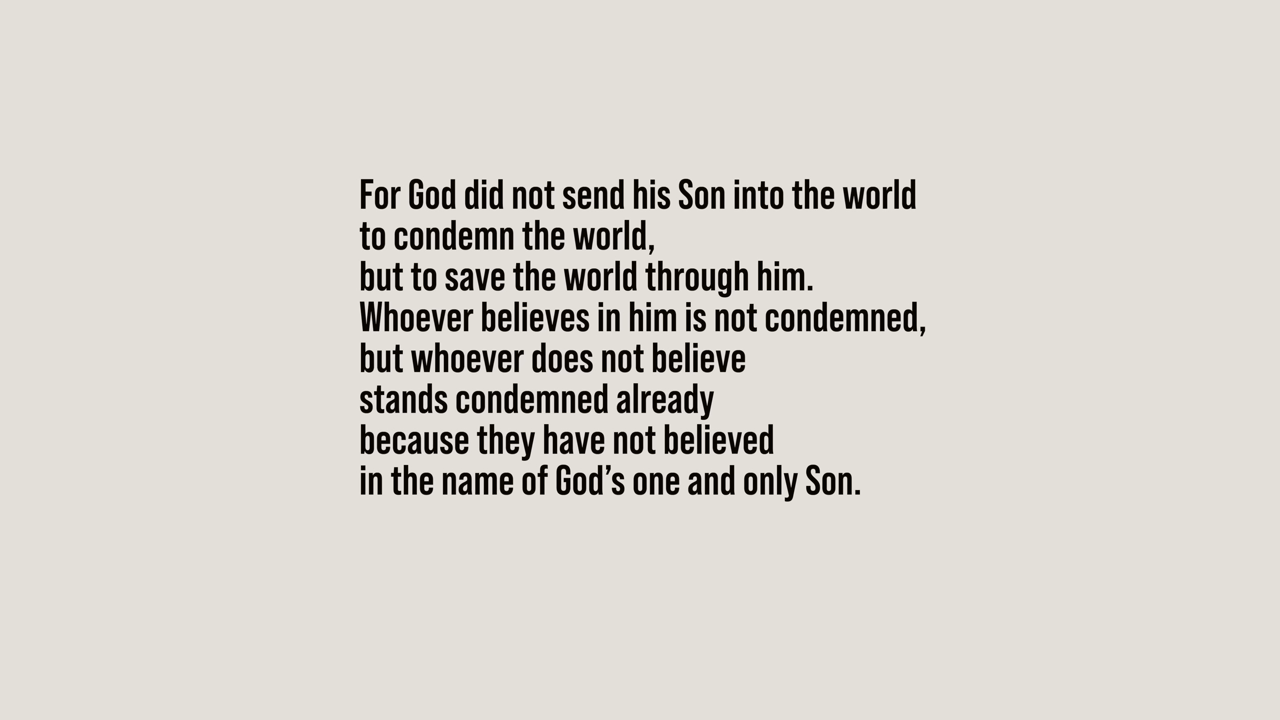 For God did not send his Son into the world
to condemn the world,
but to save the world through him.
Whoever believes in him is not condemned,
but whoever does not believe
stands condemned already
because they have not believed
in the name of God’s one and only Son.